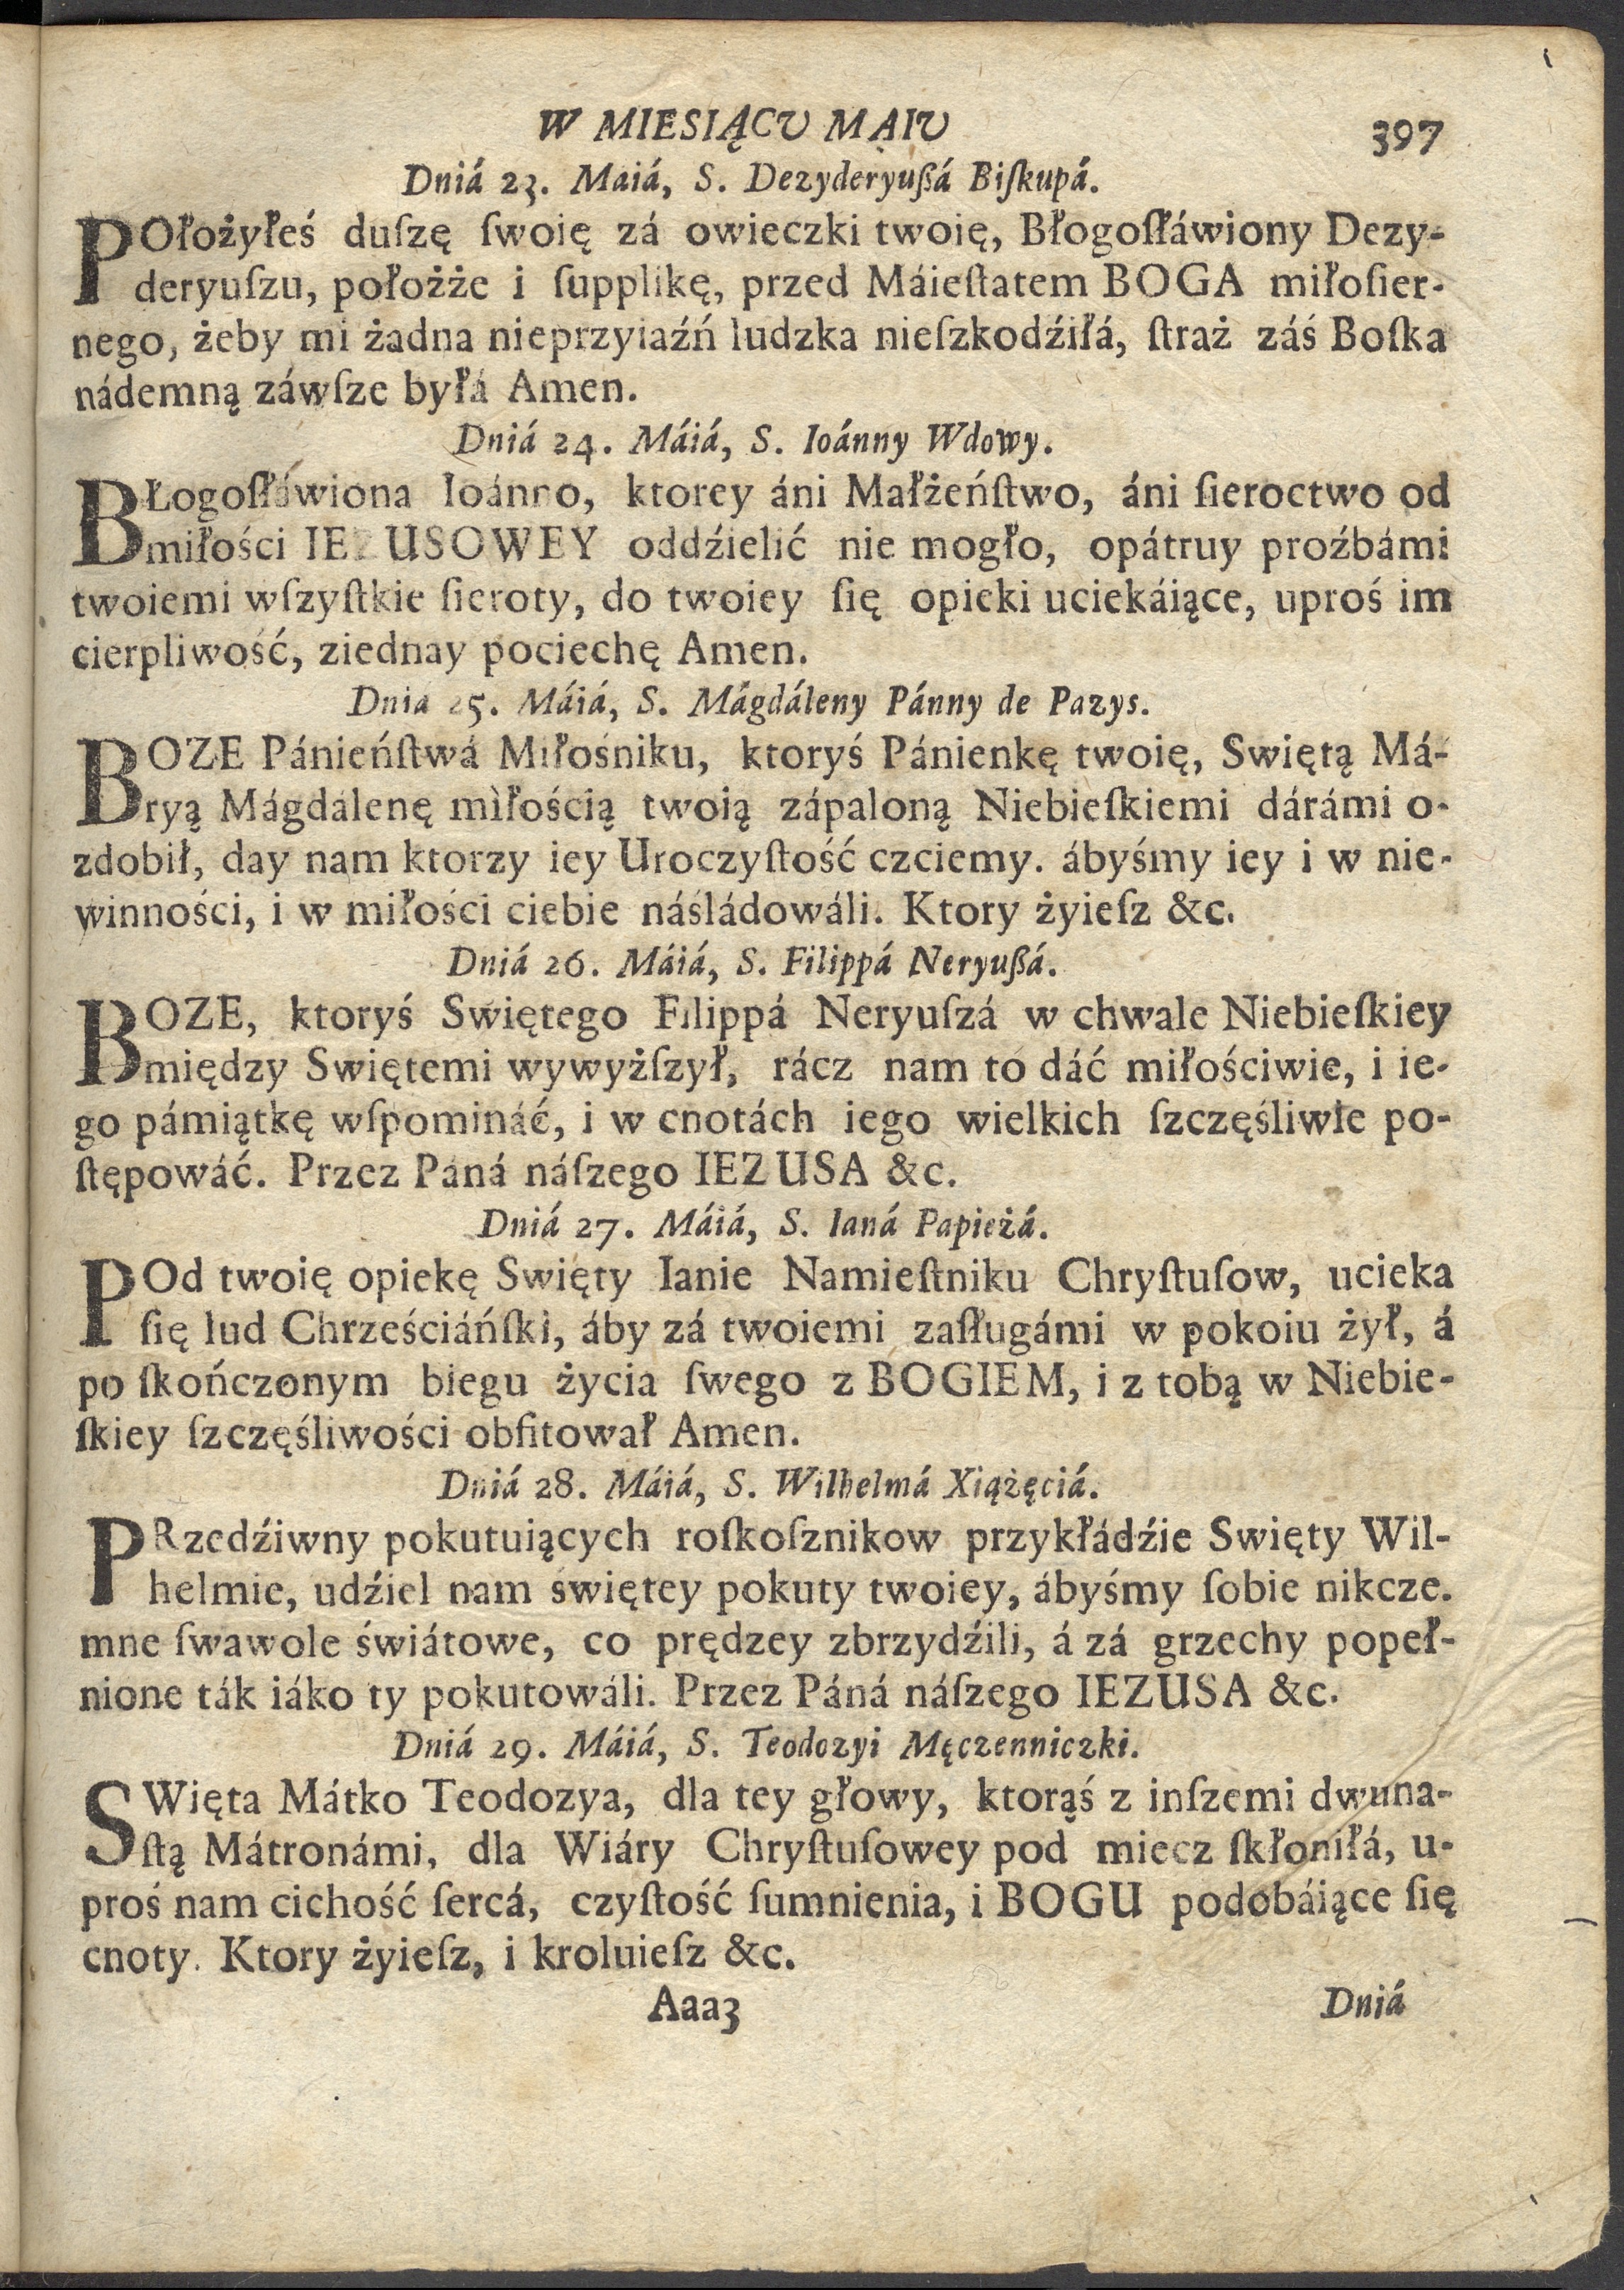 W MIESIĄCU MAIU 397
Dniá 23. Maiá, S. Dezyderyußá Biſkupá.
POłożyłeś duſzę ſwoię zá owieczki twoię, Błogoſłáwiony Dezy-
deryuſzu, położże i ſupplikę, przed Máieſtatem BOGA miłoſier-
nego, żeby mi żadna nieprzyiaźń ludzka nieſzkodźiłá, ſtraż záś Boſka
nádemną záwſze byłá Amen.
Dniá 24. Máiá, S. Ioánny Wdowy.
BŁogoſłáwiona Ioánno, ktorey áni Małżeńſtwo, áni ſieroctwo od
miłości IEZUSOWEY oddźielić nie mogło, opátruy proźbámi
twoiemi wſzyſtkie ſieroty, do twoiey ſię opieki uciekáiące, uproś im
cierpliwość, ziednay pociechę Amen.
Dnia 25. Máiá, S. Mágdáleny Pánny de Pazys.
BOZE Pánieńſtwá Miłośniku, ktoryś Pánienkę twoię, Swiętą Má-
ryą Mágdálenę miłością twoią zápaloną Niebieſkiemi dárámi o-
zdobił, day nam ktorzy iey Uroczyſtość czciemy. ábyśmy iey i w nie-
winności, i w miłości ciebie náśládowáli. Ktory żyieſz &c.
Dniá 26. Máiá, S. Filippá Neryußá.
BOZE, ktoryś Swiętego Filippá Neryuſzá w chwale Niebieſkiey
między Swiętemi wywyżſzył, rácz nam to dáć miłościwie, i ie-
go pámiątkę wſpomináć, i w cnotách iego wielkich ſzczęśliwie po-
ſtępowáć. Przez Páná náſzego IEZUSA &c.
Dniá 27. Máiá, S. Ianá Papieżá.
POd twoię opiekę Swięty Ianie Namieſtniku Chryſtuſow, ucieka
ſię lud Chrześciáńſki, áby zá twoiemi zaſługámi w pokoiu żył, á
po ſkończonym biegu życia ſwego z BOGIEM, i z tobą w Niebie-
ſkiey ſzczęśliwości obfitował Amen.
Dniá 28. Máiá, S. Wilhelmá Xiążęciá.
PRzedźiwny pokutuiących roſkoſznikow przykłádźie Swięty Wil-
helmie, udźiel nam świętey pokuty twoiey, ábyśmy ſobie nikcze.
mne ſwawole świátowe, co prędzey zbrzydźili, á zá grzechy popeł-
nione ták iáko ty pokutowáli. Przez Páná náſzego IEZUSA &c.
Dniá 29. Máiá, S. Teodozyi Męczenniczki.
SWięta Mátko Teodozya, dla tey głowy, ktorąś z inſzemi dwuna-
ſtą Mátronámi, dla Wiáry Chryſtuſowey pod miecz ſkłoniłá, u-
proś nam cichość ſercá, czyſtość ſumnienia, i BOGU podobáiące ſię
cnoty. Ktory żyieſz, i kroluieſz &c.
Aaa3 Dniá